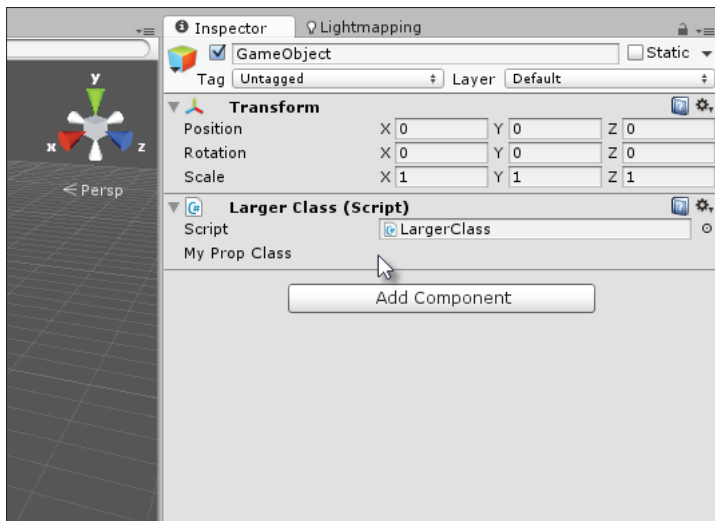 Inspector
Lightmapping
GameObject
Static
Tag Untagged Layer Default
y
x
z
Persp
Transform
Position X 0 Y 0 Z 0
Rotation X 0 Y 0 Z 0
Scale X 1 Y 1 Z 1
Larger Class (Script)
Script LargerClass
My Prop Class
Add Component